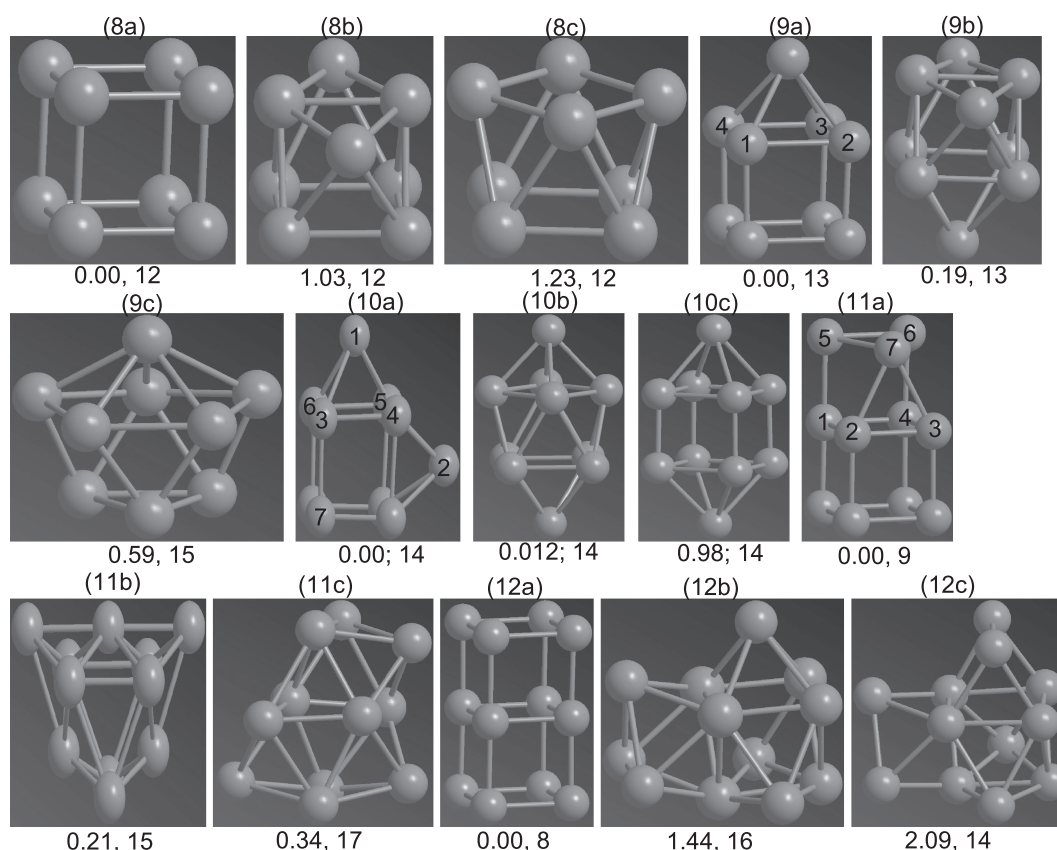 (8a) (8b) (8c) (9a) (9b)
4 1 3 2
0.00, 12 1.03, 12 1.23, 12 0.00, 13 0.19, 13
(9c) (10a) (10b) (10c) (11a)
1 6 3 5 4 2 7
5 6 7 1 2 4 3
0.59, 15 0.00; 14 0.012; 14 0.98; 14 0.00, 9
(11b) (11c) (12a) (12b) (12c)
0.21, 15 0.34, 17 0.00, 8 1.44, 16 2.09, 14